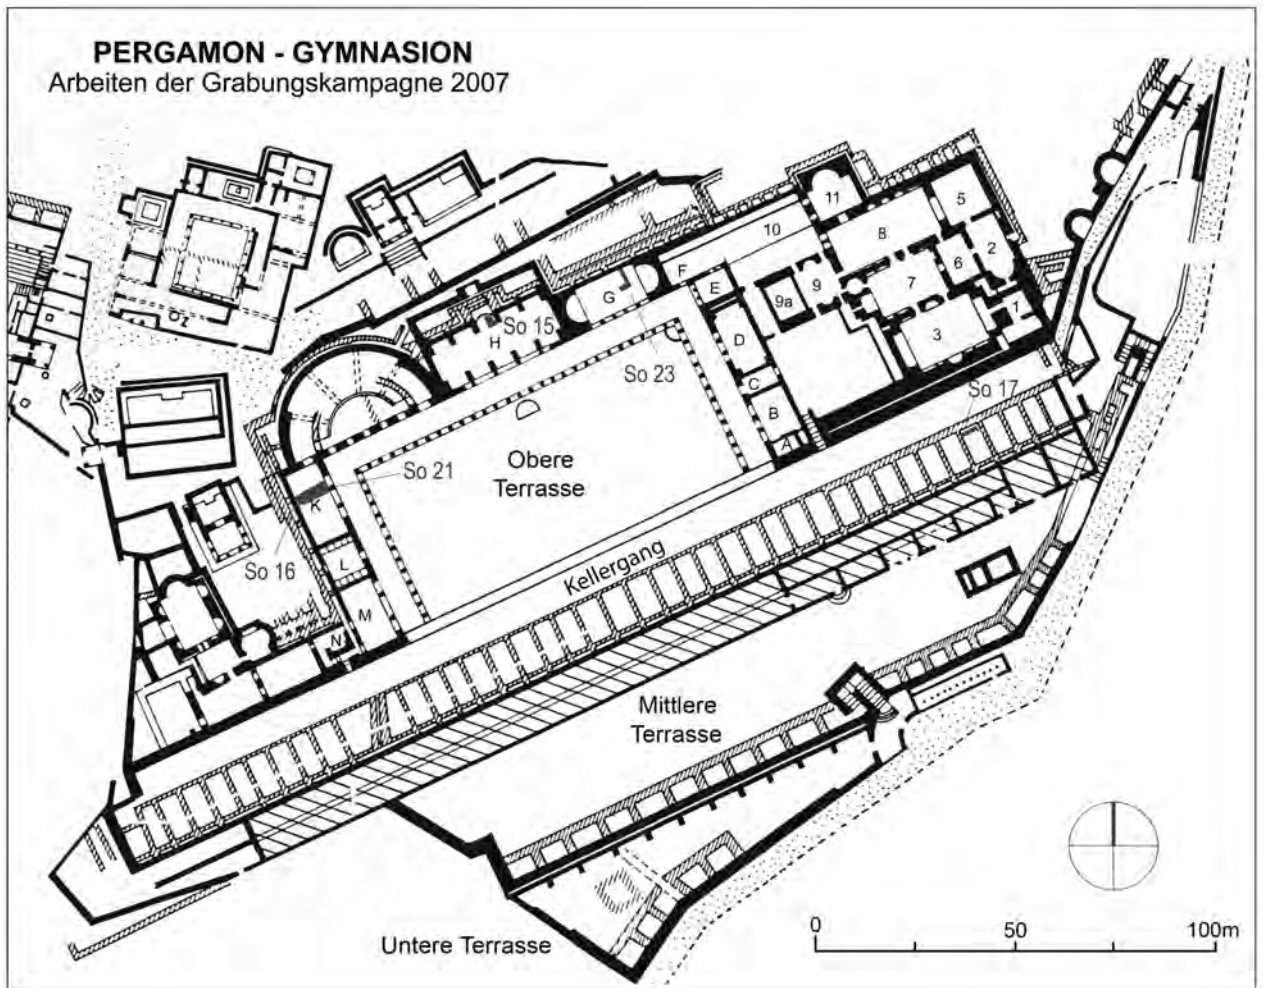 PERGAMON - GYMNASION
Arbeiten der Grabungskampagne 2007
11
5
10
8
2
F
6
G
E
9
7
9a
1
So 15
H
D
3
So 23
C
So 17
B
A
Obere
Terrasse
So 21
K
Kellergang
L
So 16
M
N
Mittlere
Terrasse
Untere Terrasse
0
50
100m